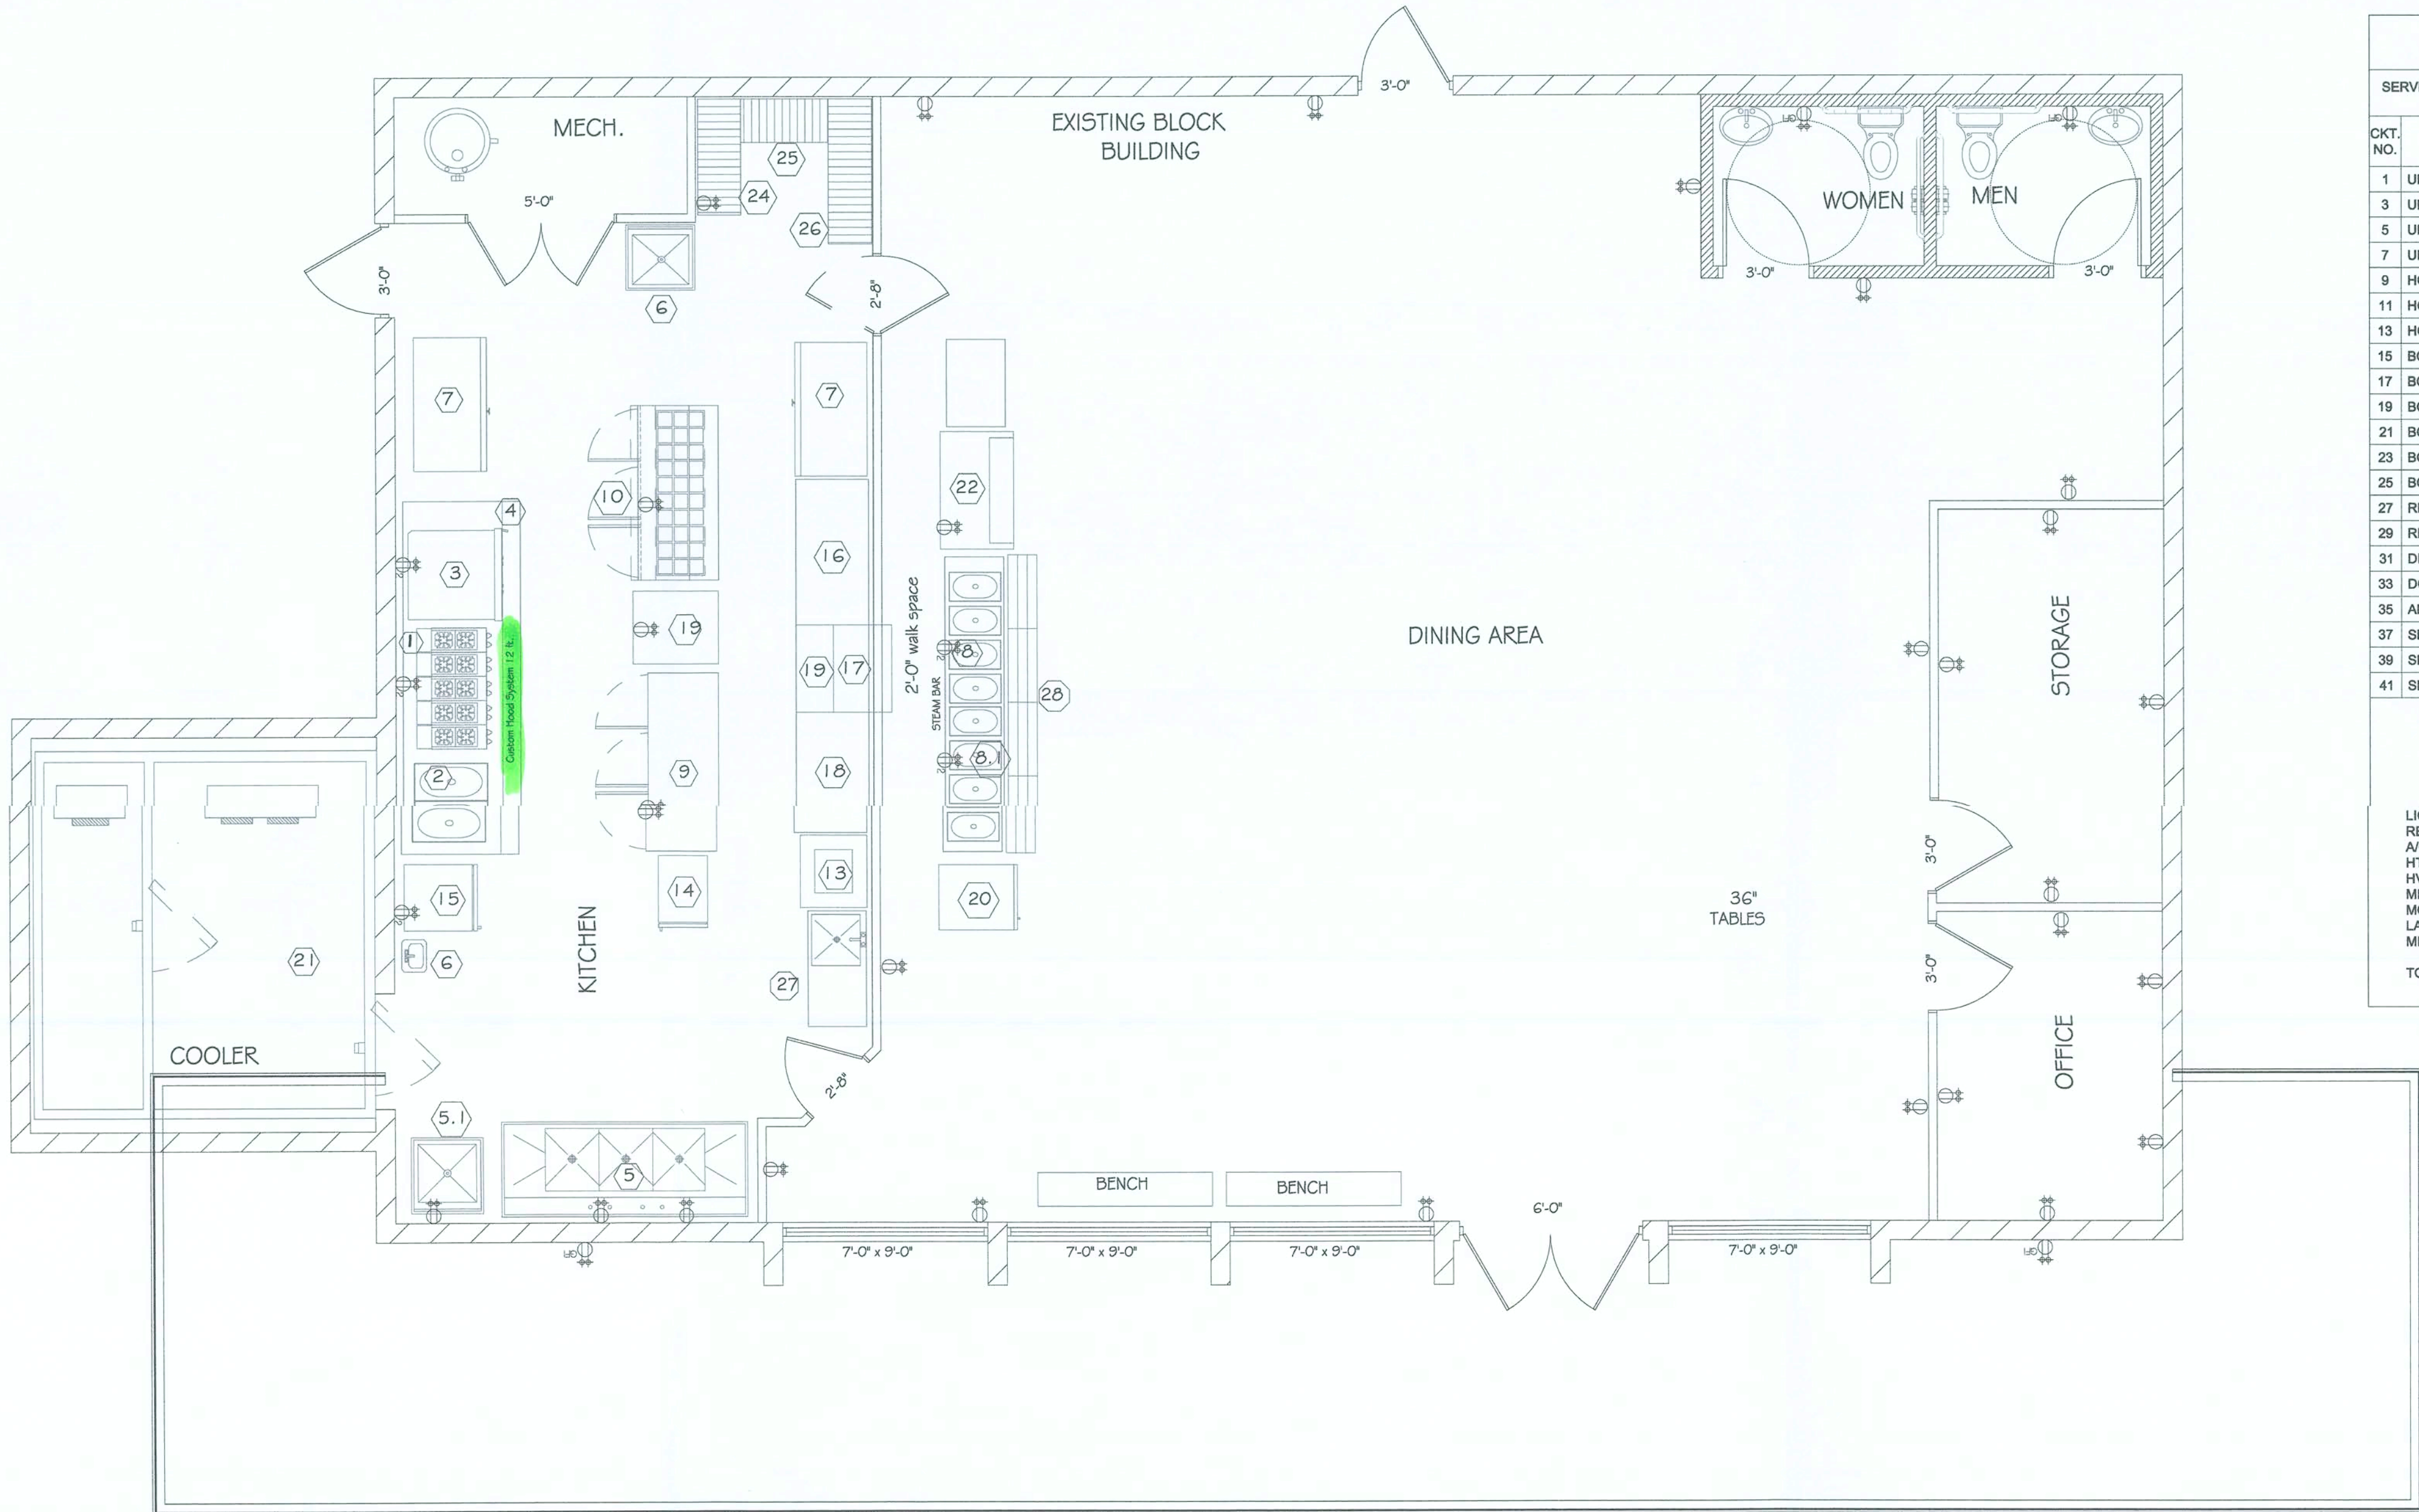 3'-0"
MECH.
EXISTING BLOCK
BUILDING
25
24
26
5'-0"
WOMEN
MEN
GFI
GFI
3'-0"
3'-0"
3'-0"
2'-8"
6
7
7
10
22
4
3
16
1
19
19
17
2'-0" walk space
STEAM BAR
8
28
8.1
Custom Hood System 12 ft.
2
9
18
DINING AREA
STORAGE
36"
TABLES
3'-0"
3'-0"
13
14
15
20
6
21
KITCHEN
27
COOLER
OFFICE
2'-8"
5.1
5
BENCH
BENCH
6'-0"
7'-0" x 9'-0"
7'-0" x 9'-0"
7'-0" x 9'-0"
7'-0" x 9'-0"
GFI
GFI
CKT.
NO.
1
3
5
7
9
11
13
15
17
19
21
23
25
27
29
31
33
35
37
39
41